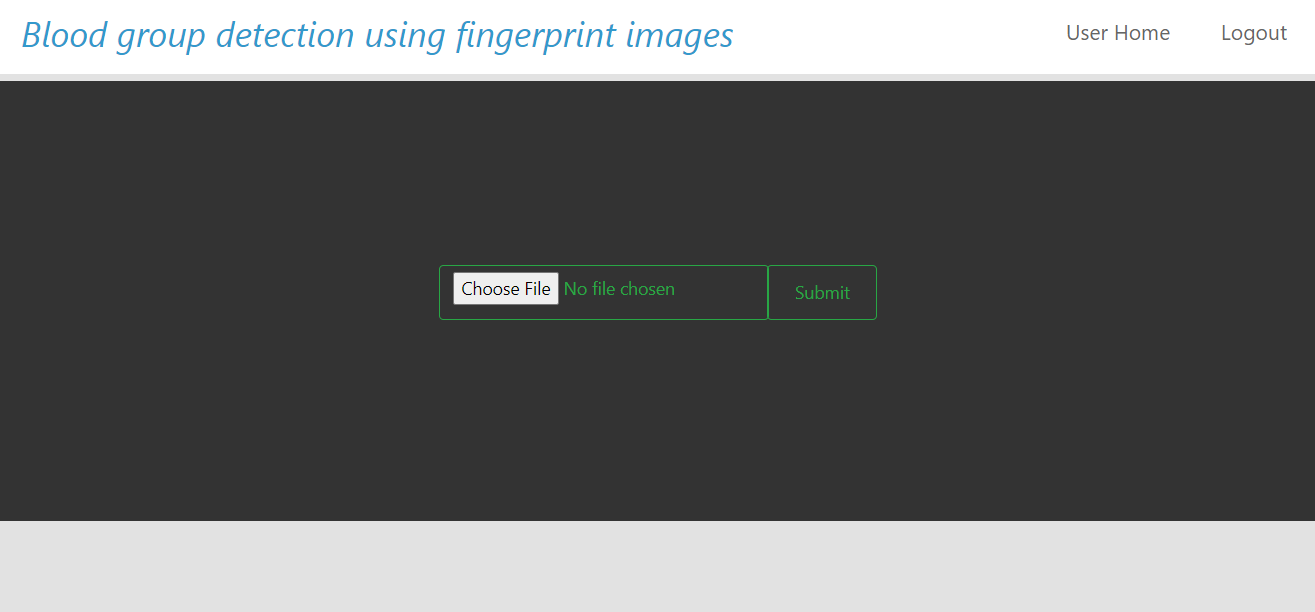 Blood group detection using fingerprint images
User Home
Logout
Choose File No file chosen
Submit